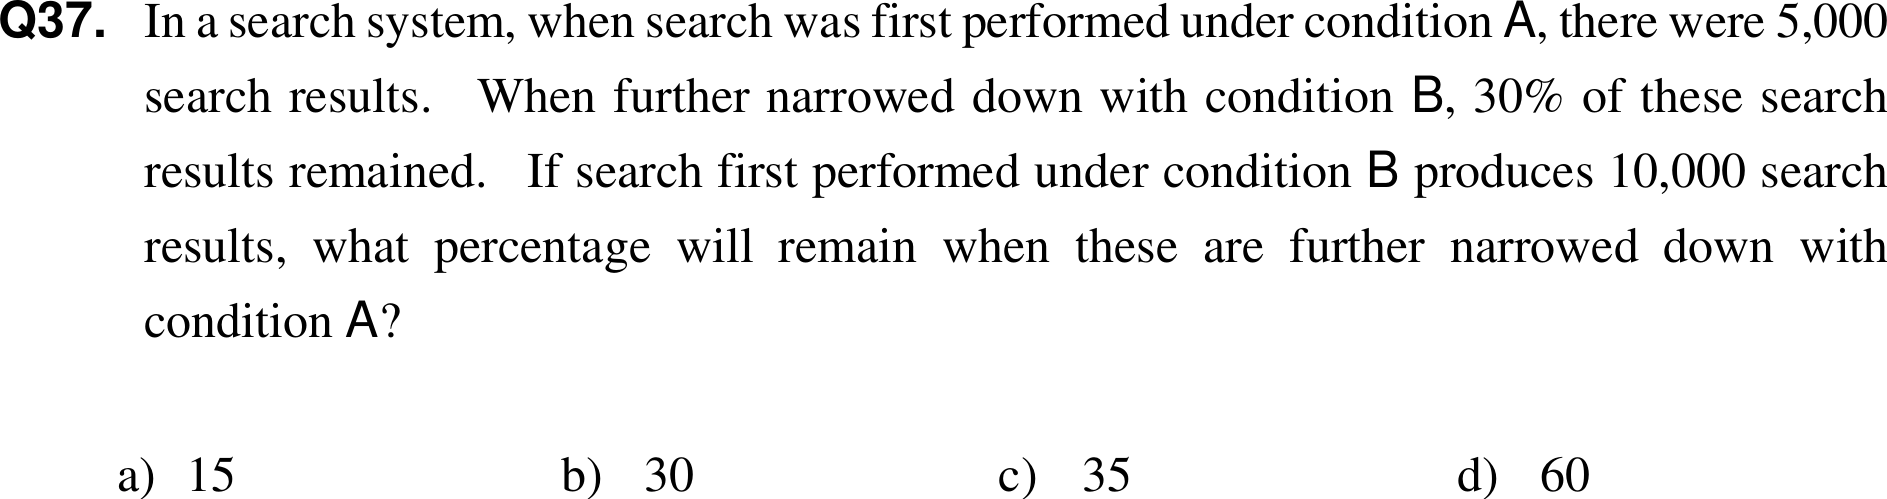 Q37. In a search system, when search was first performed under condition A, there were 5,000
search results. When further narrowed down with condition B, 30% of these search
results remained. If search first performed under condition B produces 10,000 search
results, what percentage will remain when these are further narrowed down with
condition A?
a) 15 b) 30 c) 35 d) 60